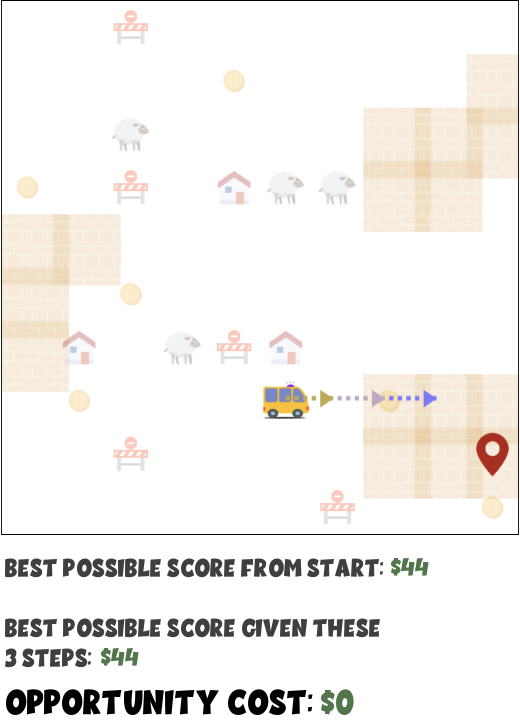 BEST POSSIBLE SCORE FROM START: $44
BEST POSSIBLE SCORE GIVEN THESE
3 STEPS: $44
OPPORTUNITY COST: $0